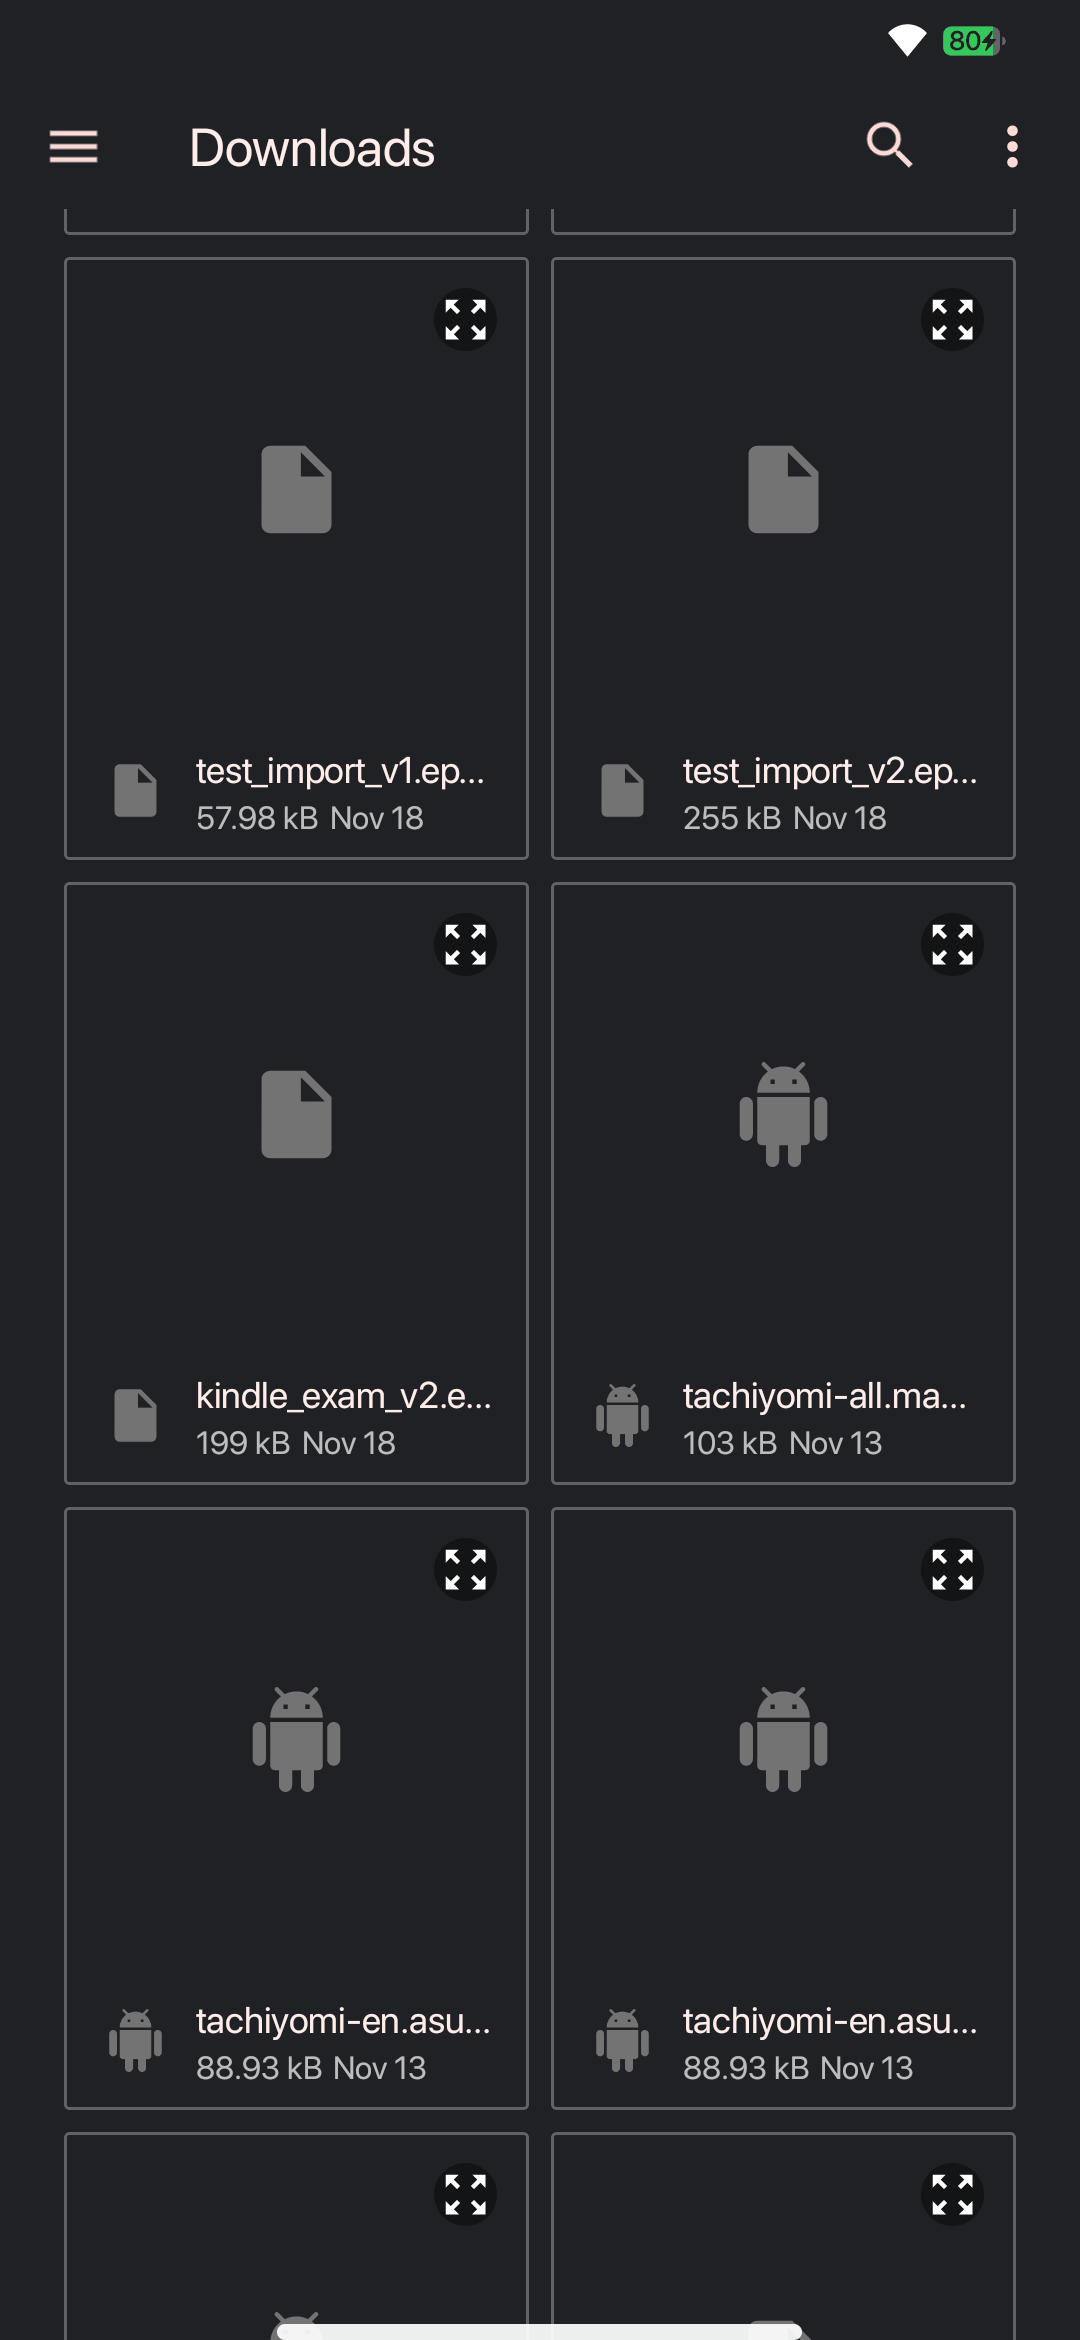 80
Downloads
test_import_v1.ep...
57.98 kB Nov 18
test_import_v2.ep...
255 kB Nov 18
kindle_exam_v2.e...
199 kB Nov 18
tachiyomi-all.ma...
103 kB Nov 13
tachiyomi-en.asu...
88.93 kB Nov 13
tachiyomi-en.asu...
88.93 kB Nov 13